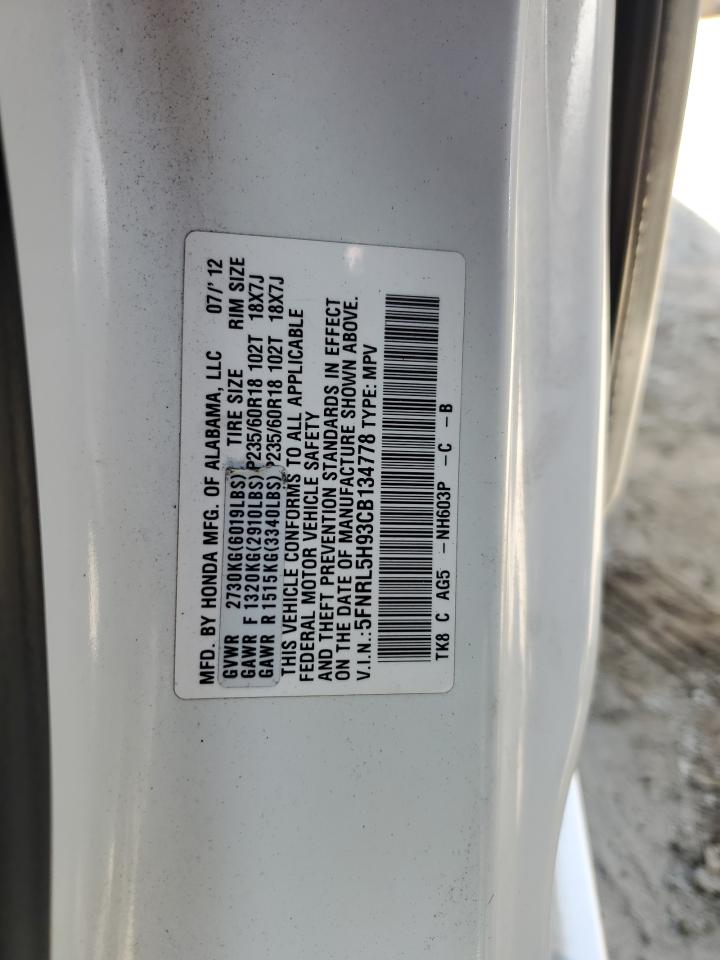 MFD. BY HONDA MFG. OF ALABAMA, LLC 07/'12
GVWR 2730KG(6019LBS) TIRE SIZE RIM SIZE
GAWR F 1320KG(2910LBS) P235/60R18 102T 18X7J
GAWR R 1515KG(3340LBS) P235/60R18 102T 18X7J
THIS VEHICLE CONFORMS TO ALL APPLICABLE
FEDERAL MOTOR VEHICLE SAFETY
AND THEFT PREVENTION STANDARDS IN EFFECT
ON THE DATE OF MANUFACTURE SHOWN ABOVE.
V.I.N.:5FNRL5H93CB134778 TYPE: MPV
TK8 C AG5 -NH603P -C -B